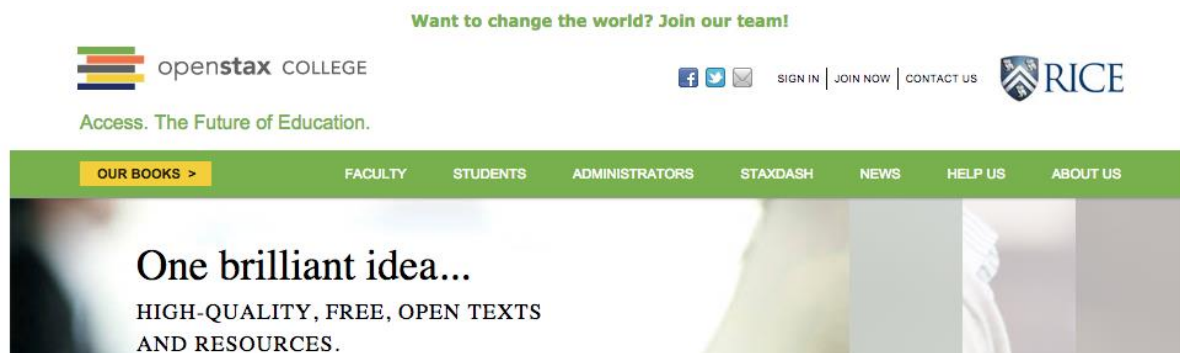 Want to change the world? Join our team!
openstax COLLEGE
SIGN IN | JOIN NOW | CONTACT US
RICE
Access. The Future of Education.
OUR BOOKS > FACULTY STUDENTS ADMINISTRATORS STAXDASH NEWS HELP US ABOUT US
One brilliant idea...
HIGH-QUALITY, FREE, OPEN TEXTS
AND RESOURCES.